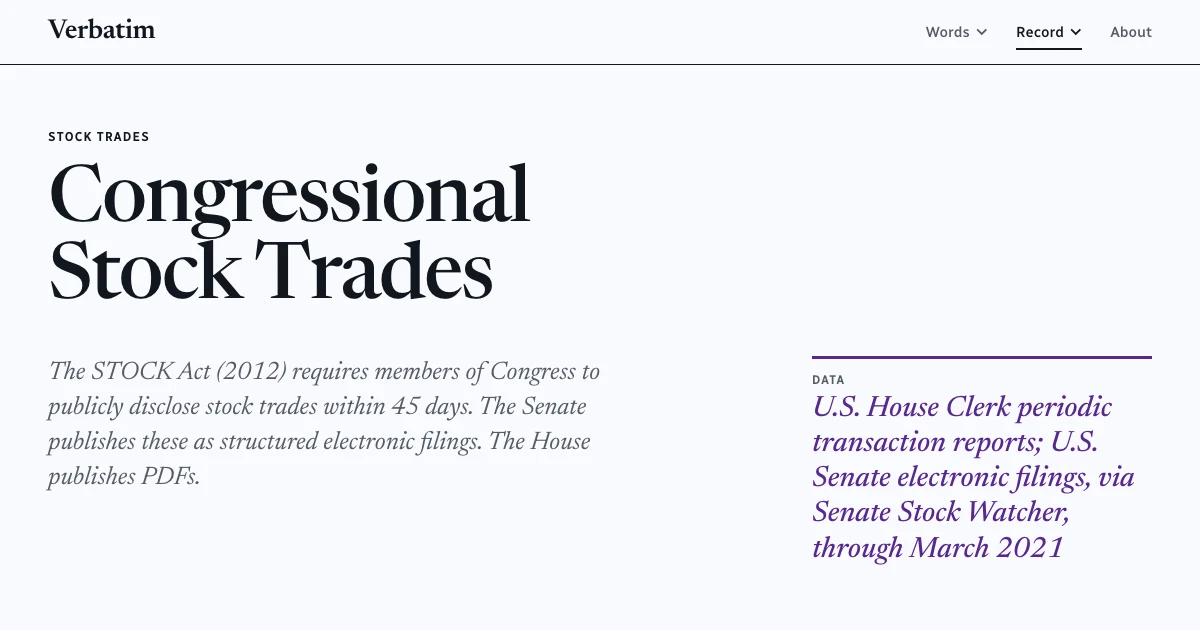 Verbatim
Words
Record
About
STOCK TRADES
Congressional
Stock Trades
The STOCK Act (2012) requires members of Congress to
publicly disclose stock trades within 45 days. The Senate
publishes these as structured electronic filings. The House
publishes PDFs.
DATA
U.S. House Clerk periodic
transaction reports; U.S.
Senate electronic filings, via
Senate Stock Watcher,
through March 2021